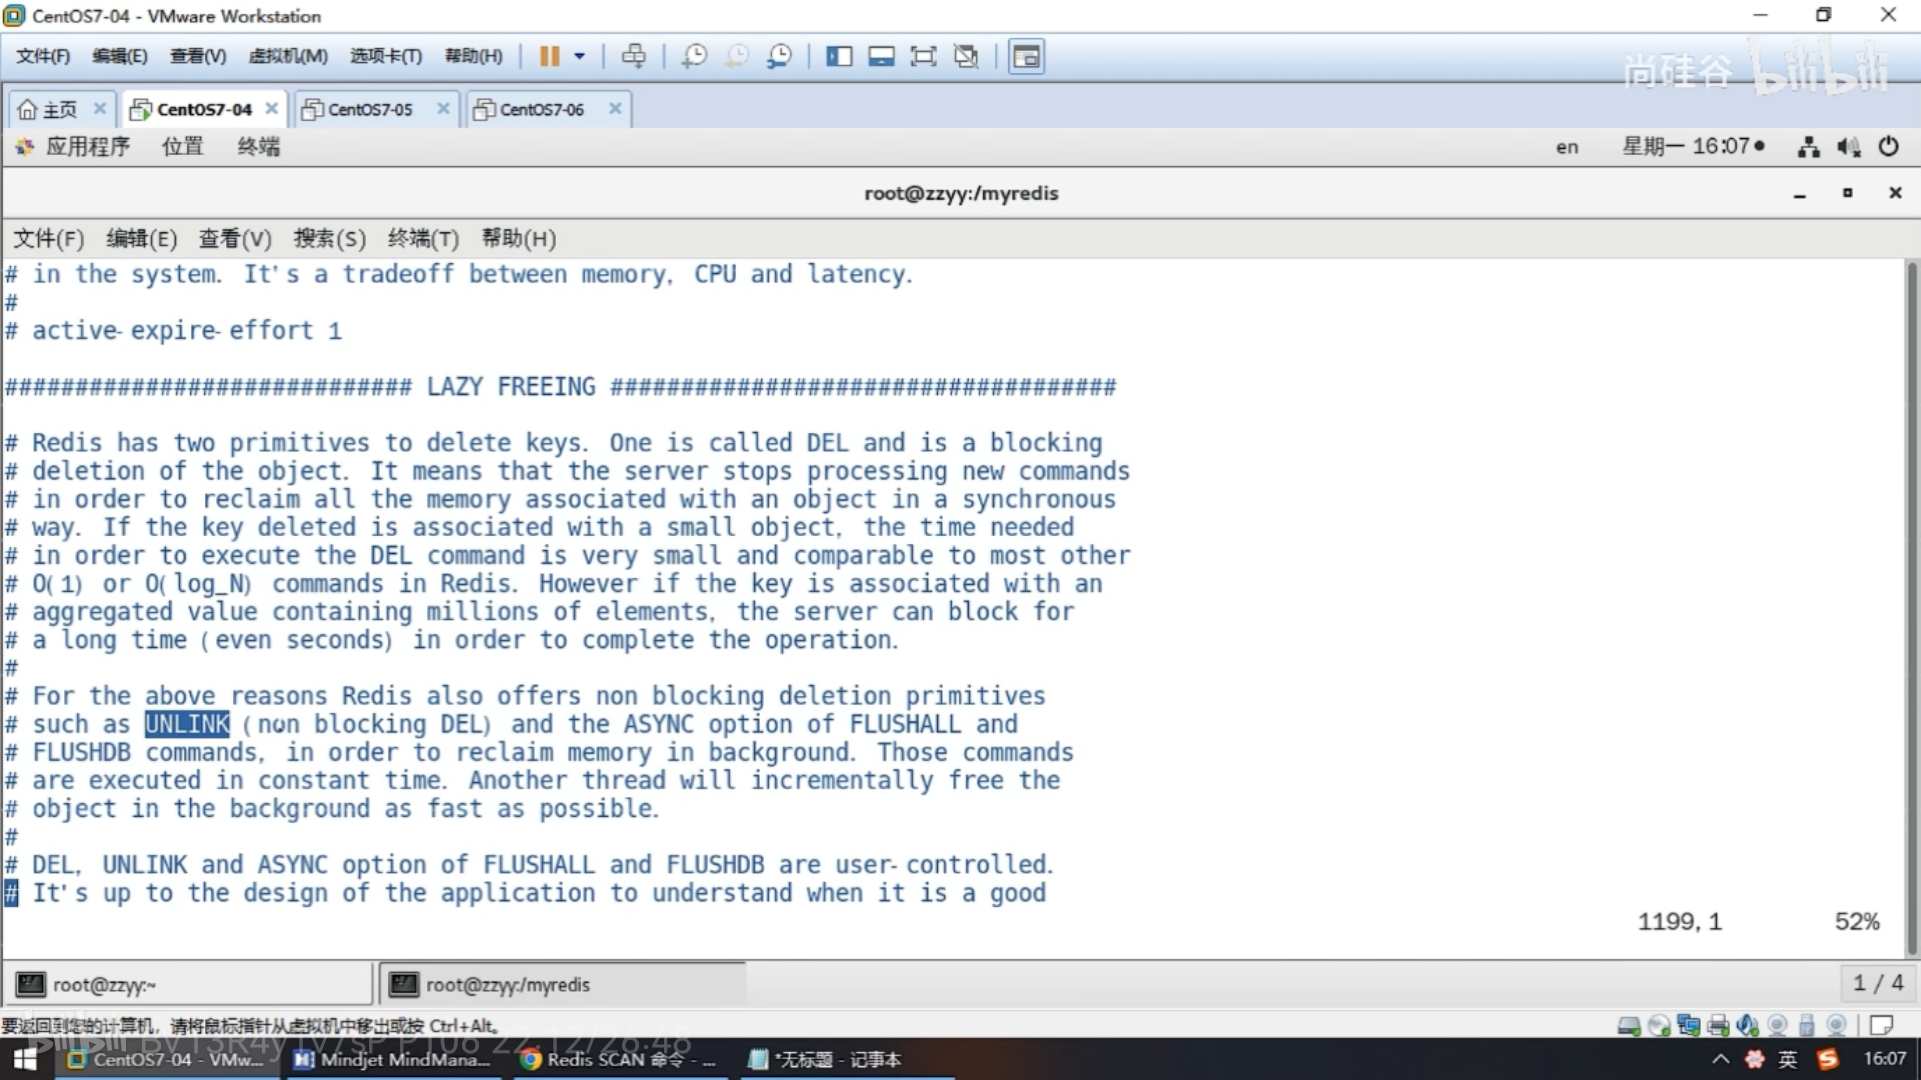 CentOS7-04 - VMware Workstation
文件(F) 编辑(E) 查看(V) 虚拟机(M) 选项卡(T) 帮助(H)
尚硅谷 bilibili
主页 CentOS7-04 CentOS7-05 CentOS7-06
应用程序 位置 终端 en 星期一 16:07
root@zzyy:/myredis
文件(F) 编辑(E) 查看(V) 搜索(S) 终端(T) 帮助(H)
# in the system. It's a tradeoff between memory, CPU and latency.
#
# active-expire-effort 1
############################# LAZY FREEING ####################################
# Redis has two primitives to delete keys. One is called DEL and is a blocking
# deletion of the object. It means that the server stops processing new commands
# in order to reclaim all the memory associated with an object in a synchronous
# way. If the key deleted is associated with a small object, the time needed
# in order to execute the DEL command is very small and comparable to most other
# O(1) or O(log_N) commands in Redis. However if the key is associated with an
# aggregated value containing millions of elements, the server can block for
# a long time (even seconds) in order to complete the operation.
#
# For the above reasons Redis also offers non blocking deletion primitives
# such as UNLINK (non blocking DEL) and the ASYNC option of FLUSHALL and
# FLUSHDB commands, in order to reclaim memory in background. Those commands
# are executed in constant time. Another thread will incrementally free the
# object in the background as fast as possible.
#
# DEL, UNLINK and ASYNC option of FLUSHALL and FLUSHDB are user-controlled.
# It's up to the design of the application to understand when it is a good
1199,1 52%
root@zzyy:~ root@zzyy:/myredis 1 / 4
要返回到您的计算机，请将鼠标指针从虚拟机中移出或按 Ctrl+Alt。
bilibili P106 22:12/26:48
CentOS7-04 - VMw... Mindjet MindMana... Redis SCAN 命令 - ... *无标题 - 记事本 英 16:07